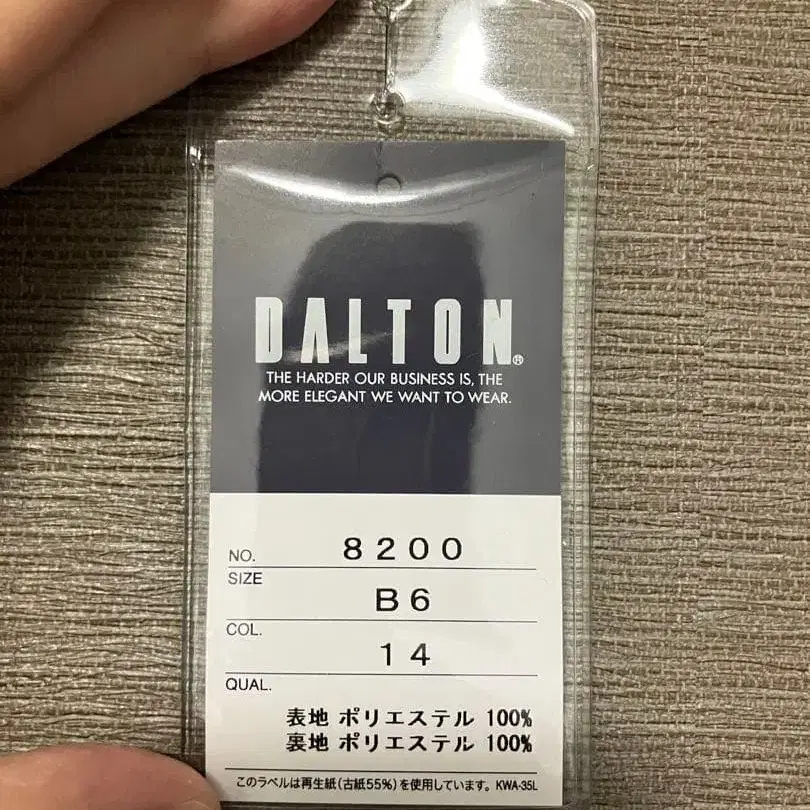 DALTON®
THE HARDER OUR BUSINESS IS, THE
MORE ELEGANT WE WANT TO WEAR.
NO. 8200
SIZE B6
COL. 14
QUAL.
表地 ポリエステル 100%
裏地 ポリエステル 100%
このラベルは再生紙(古紙55%)を使用しています。KWA-35L